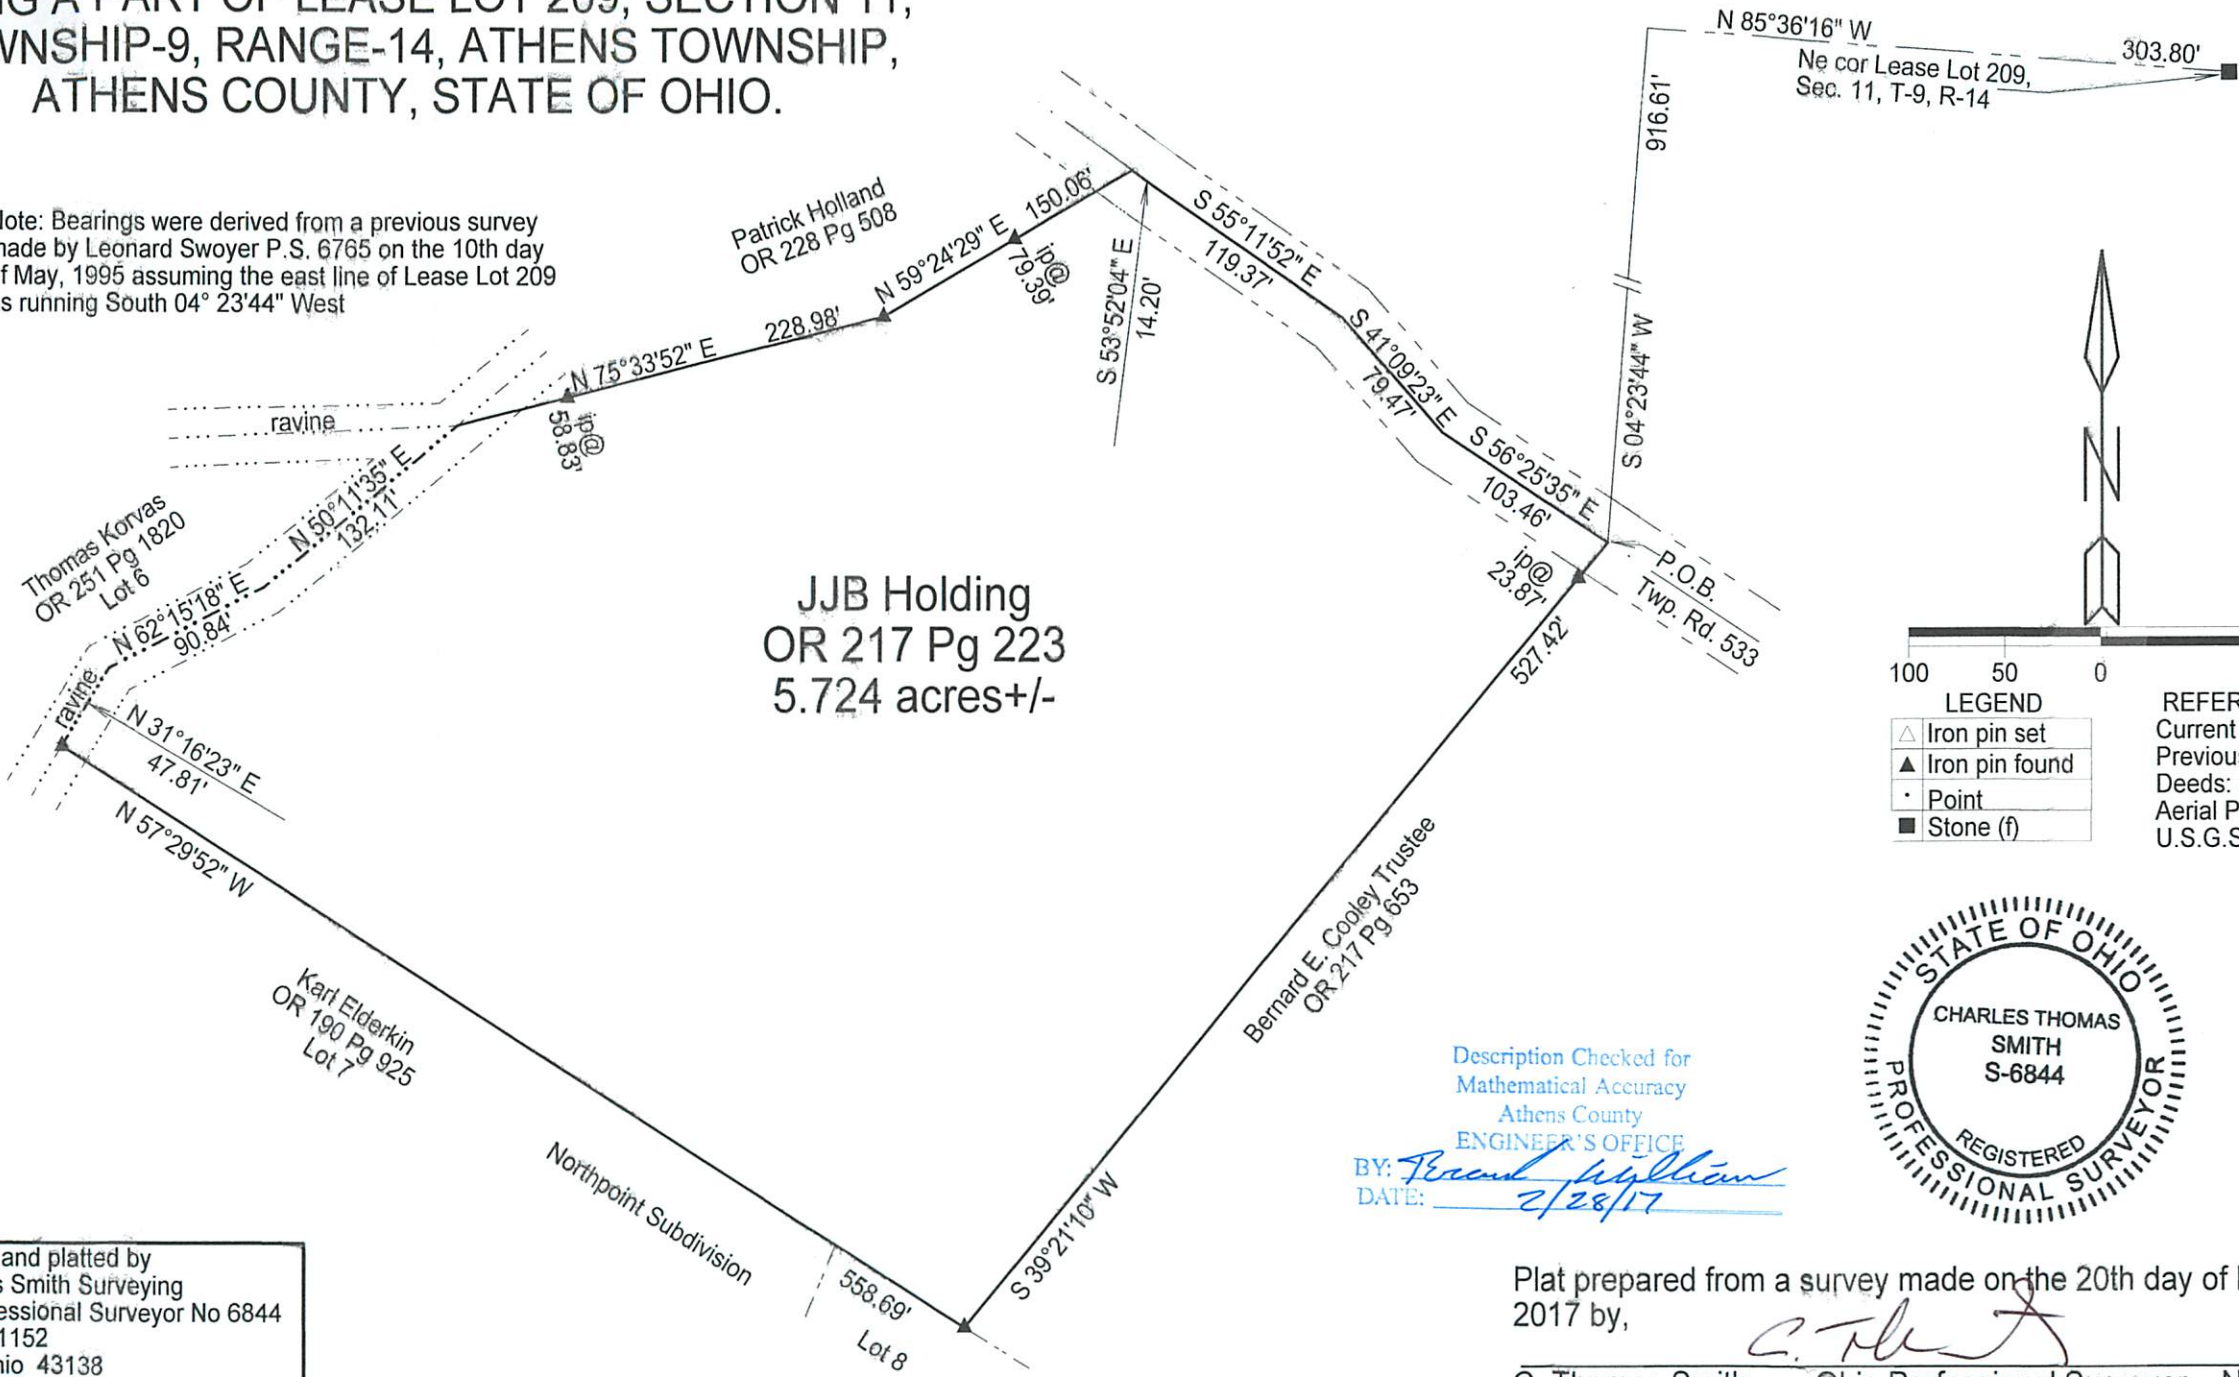 G A PART OF LEASE LOT 209, SECTION 11,
WNSHIP-9, RANGE-14, ATHENS TOWNSHIP,
ATHENS COUNTY, STATE OF OHIO.
N 85°36'16" W
303.80'
Ne cor Lease Lot 209,
Sec. 11, T-9, R-14
916.61'
S 04°23'44" W
lote: Bearings were derived from a previous survey
nade by Leonard Swoyer P.S. 6765 on the 10th day
f May, 1995 assuming the east line of Lease Lot 209
s running South 04° 23'44" West
Patrick Holland
OR 228 Pg 508
N 59°24'29" E
150.06'
ip@
79.39'
S 53°52'04" E
14.20'
S 55°11'52" E
119.37'
S 41°09'23" E
79.47'
S 56°25'35" E
103.46'
N 75°33'52" E
228.98'
ip@
58.83'
ravine
N 50°11'35" E
132.11'
Thomas Korvas
OR 251 Pg 1820
Lot 6
N 62°15'18" E
90.84'
ravine
N 31°16'23" E
47.81'
N 57°29'52" W
JJB Holding
OR 217 Pg 223
5.724 acres+/-
ip@
23.87'
P.O.B.
Twp. Rd. 533
527.42'
Bernard E. Cooley Trustee
OR 217 Pg 653
S 39°21'10" W
Karl Elderkin
OR 190 Pg 925
Lot 7
Northpoint Subdivision
558.69'
Lot 8
N
100 50 0
LEGEND
Iron pin set
Iron pin found
Point
Stone (f)
REFER
Current
Previou
Deeds:
Aerial P
U.S.G.S
STATE OF OHIO
CHARLES THOMAS
SMITH
S-6844
REGISTERED
PROFESSIONAL SURVEYOR
Description Checked for
Mathematical Accuracy
Athens County
ENGINEER'S OFFICE
BY:
DATE: 2/28/17
and platted by
s Smith Surveying
essional Surveyor No 6844
1152
hio 43138
Plat prepared from a survey made on the 20th day of
2017 by,